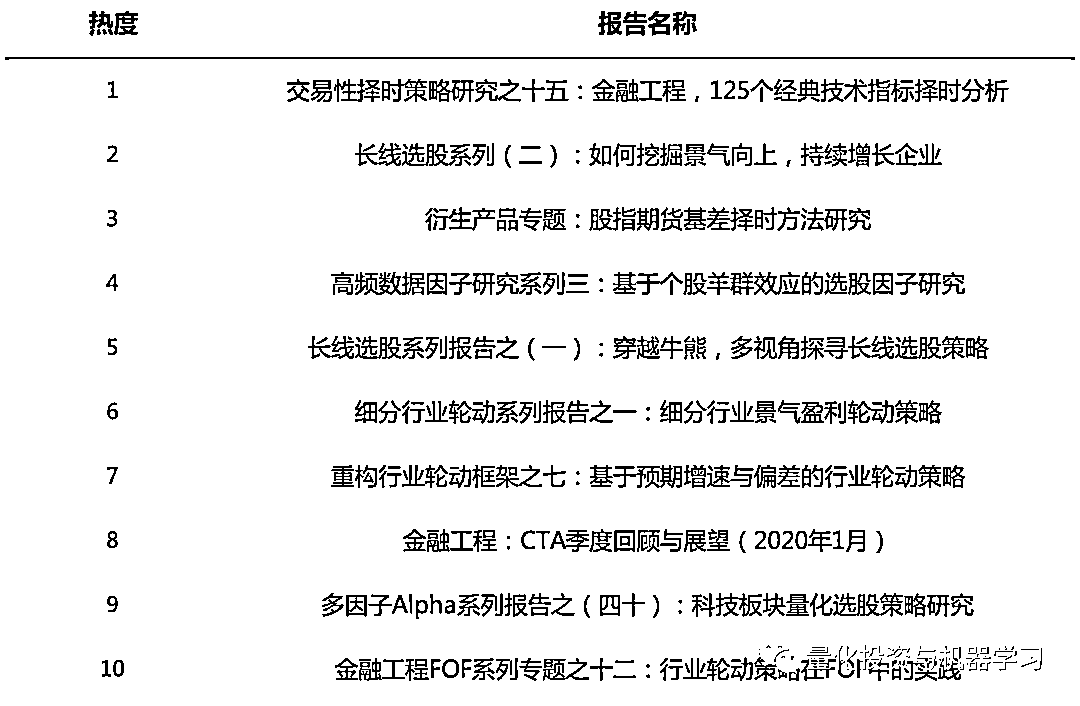 热度 报告名称
1 交易性择时策略研究之十五：金融工程，125个经典技术指标择时分析
2 长线选股系列（二）：如何挖掘景气向上，持续增长企业
3 衍生产品专题：股指期货基差择时方法研究
4 高频数据因子研究系列三：基于个股羊群效应的选股因子研究
5 长线选股系列报告之（一）：穿越牛熊，多视角探寻长线选股策略
6 细分行业轮动系列报告之一：细分行业景气盈利轮动策略
7 重构行业轮动框架之七：基于预期增速与偏差的行业轮动策略
8 金融工程：CTA季度回顾与展望（2020年1月）
9 多因子Alpha系列报告之（四十）：科技板块量化选股策略研究
10 金融工程FOF系列专题之十二：行业轮动策略在FOF中的实践
量化投资与机器学习